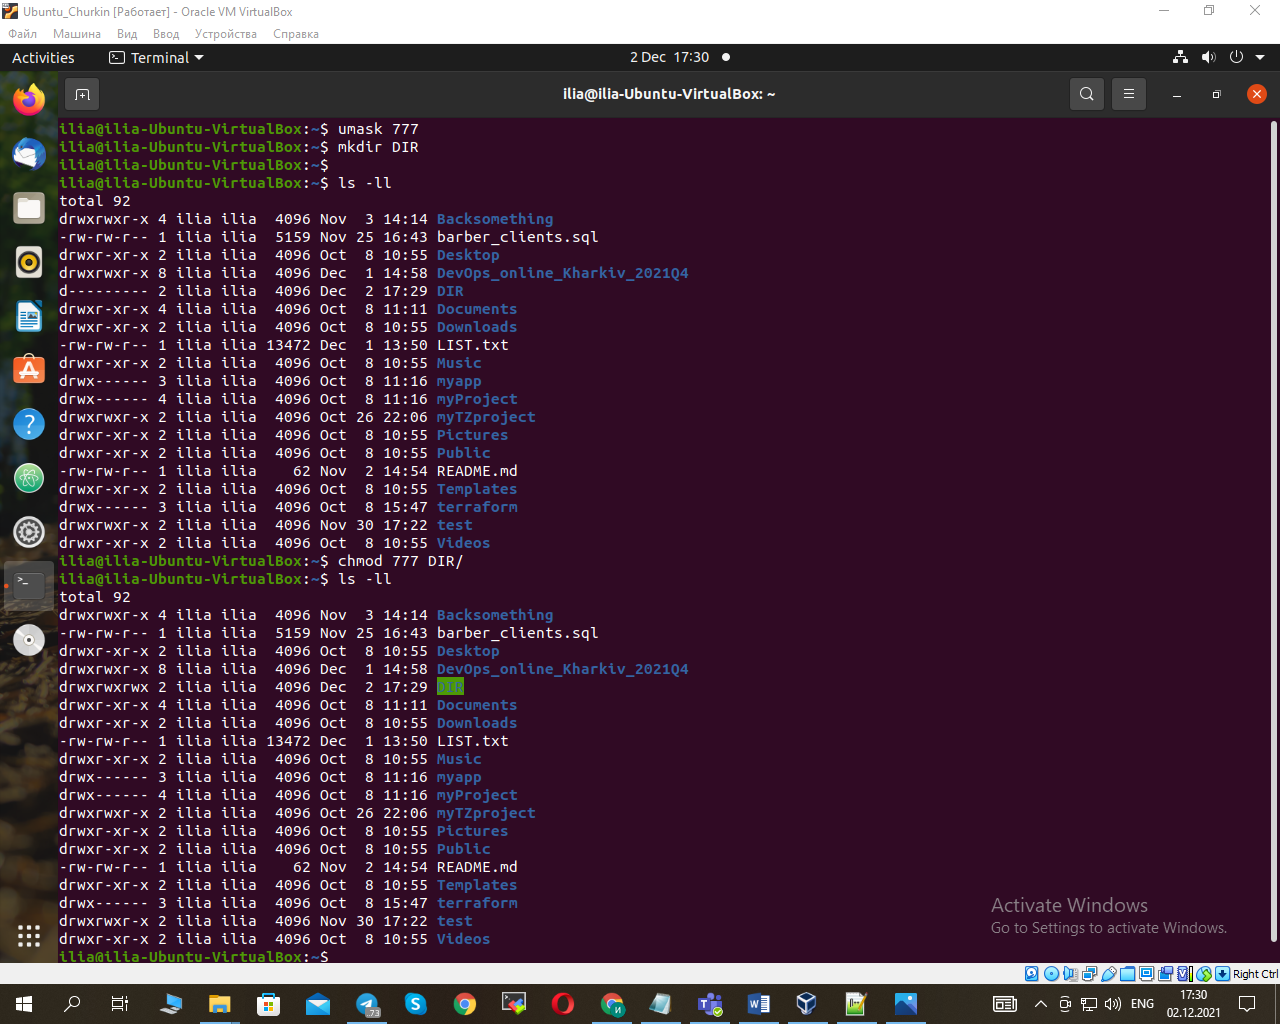 Ubuntu_Churkin [Работает] - Oracle VM VirtualBox
Файл Машина Вид Ввод Устройства Справка
Activities Terminal 2 Dec 17:30
ilia@ilia-Ubuntu-VirtualBox: ~
ilia@ilia-Ubuntu-VirtualBox:~$ umask 777
ilia@ilia-Ubuntu-VirtualBox:~$ mkdir DIR
ilia@ilia-Ubuntu-VirtualBox:~$
ilia@ilia-Ubuntu-VirtualBox:~$ ls -ll
total 92
drwxrwxr-x 4 ilia ilia  4096 Nov  3 14:14 Backsomething
-rw-rw-r-- 1 ilia ilia  5159 Nov 25 16:43 barber_clients.sql
drwxr-xr-x 2 ilia ilia  4096 Oct  8 10:55 Desktop
drwxrwxr-x 8 ilia ilia  4096 Dec  1 14:58 DevOps_online_Kharkiv_2021Q4
d--------- 2 ilia ilia  4096 Dec  2 17:29 DIR
drwxr-xr-x 4 ilia ilia  4096 Oct  8 11:11 Documents
drwxr-xr-x 2 ilia ilia  4096 Oct  8 10:55 Downloads
-rw-rw-r-- 1 ilia ilia 13472 Dec  1 13:50 LIST.txt
drwxr-xr-x 2 ilia ilia  4096 Oct  8 10:55 Music
drwx------ 3 ilia ilia  4096 Oct  8 11:16 myapp
drwx------ 4 ilia ilia  4096 Oct  8 11:16 myProject
drwxrwxr-x 2 ilia ilia  4096 Oct 26 22:06 myTZproject
drwxr-xr-x 2 ilia ilia  4096 Oct  8 10:55 Pictures
drwxr-xr-x 2 ilia ilia  4096 Oct  8 10:55 Public
-rw-rw-r-- 1 ilia ilia    62 Nov  2 14:54 README.md
drwxr-xr-x 2 ilia ilia  4096 Oct  8 10:55 Templates
drwx------ 3 ilia ilia  4096 Oct  8 15:47 terraform
drwxrwxr-x 2 ilia ilia  4096 Nov 30 17:22 test
drwxr-xr-x 2 ilia ilia  4096 Oct  8 10:55 Videos
ilia@ilia-Ubuntu-VirtualBox:~$ chmod 777 DIR/
ilia@ilia-Ubuntu-VirtualBox:~$ ls -ll
total 92
drwxrwxr-x 4 ilia ilia  4096 Nov  3 14:14 Backsomething
-rw-rw-r-- 1 ilia ilia  5159 Nov 25 16:43 barber_clients.sql
drwxr-xr-x 2 ilia ilia  4096 Oct  8 10:55 Desktop
drwxrwxr-x 8 ilia ilia  4096 Dec  1 14:58 DevOps_online_Kharkiv_2021Q4
drwxrwxrwx 2 ilia ilia  4096 Dec  2 17:29 DIR
drwxr-xr-x 4 ilia ilia  4096 Oct  8 11:11 Documents
drwxr-xr-x 2 ilia ilia  4096 Oct  8 10:55 Downloads
-rw-rw-r-- 1 ilia ilia 13472 Dec  1 13:50 LIST.txt
drwxr-xr-x 2 ilia ilia  4096 Oct  8 10:55 Music
drwx------ 3 ilia ilia  4096 Oct  8 11:16 myapp
drwx------ 4 ilia ilia  4096 Oct  8 11:16 myProject
drwxrwxr-x 2 ilia ilia  4096 Oct 26 22:06 myTZproject
drwxr-xr-x 2 ilia ilia  4096 Oct  8 10:55 Pictures
drwxr-xr-x 2 ilia ilia  4096 Oct  8 10:55 Public
-rw-rw-r-- 1 ilia ilia    62 Nov  2 14:54 README.md
drwxr-xr-x 2 ilia ilia  4096 Oct  8 10:55 Templates
drwx------ 3 ilia ilia  4096 Oct  8 15:47 terraform
drwxrwxr-x 2 ilia ilia  4096 Nov 30 17:22 test
drwxr-xr-x 2 ilia ilia  4096 Oct  8 10:55 Videos
ilia@ilia-Ubuntu-VirtualBox:~$
Activate Windows
Go to Settings to activate Windows.
Right Ctrl
.73
ENG
17:30
02.12.2021